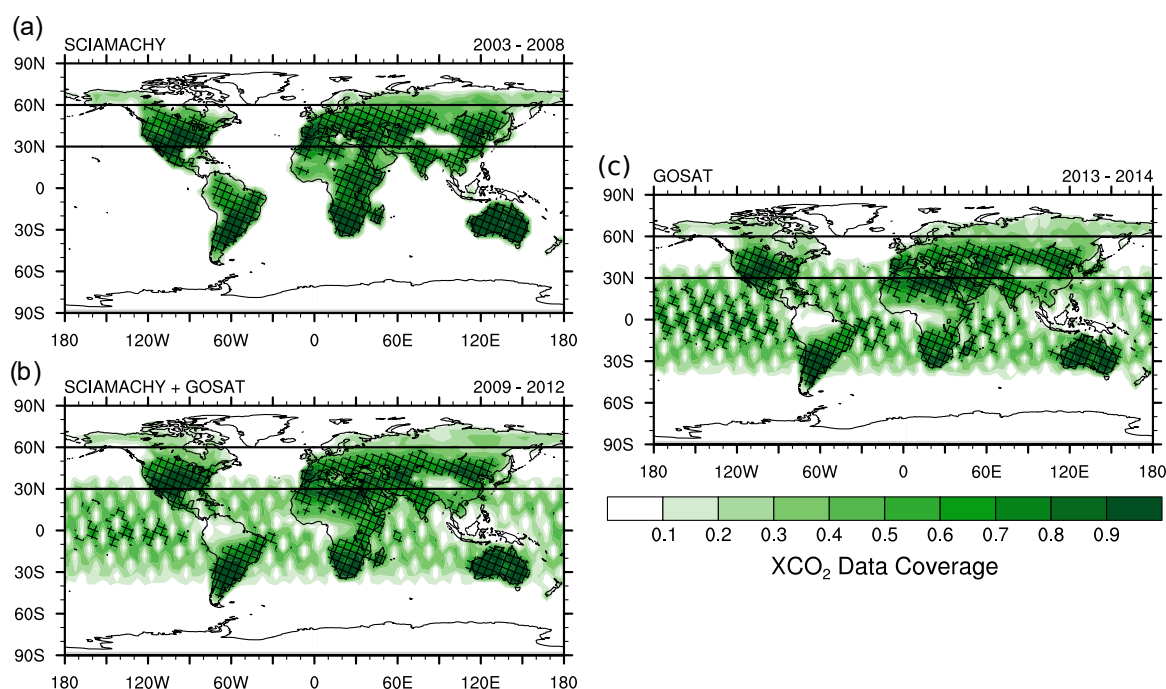 (a)
SCIAMACHY 2003 - 2008
90N
60N
30N
0
30S
60S
90S
180 120W 60W 0 60E 120E 180
(b)
SCIAMACHY + GOSAT 2009 - 2012
90N
60N
30N
0
30S
60S
90S
180 120W 60W 0 60E 120E 180
(c)
GOSAT 2013 - 2014
90N
60N
30N
0
30S
60S
90S
180 120W 60W 0 60E 120E 180
0.1 0.2 0.3 0.4 0.5 0.6 0.7 0.8 0.9
XCO₂ Data Coverage